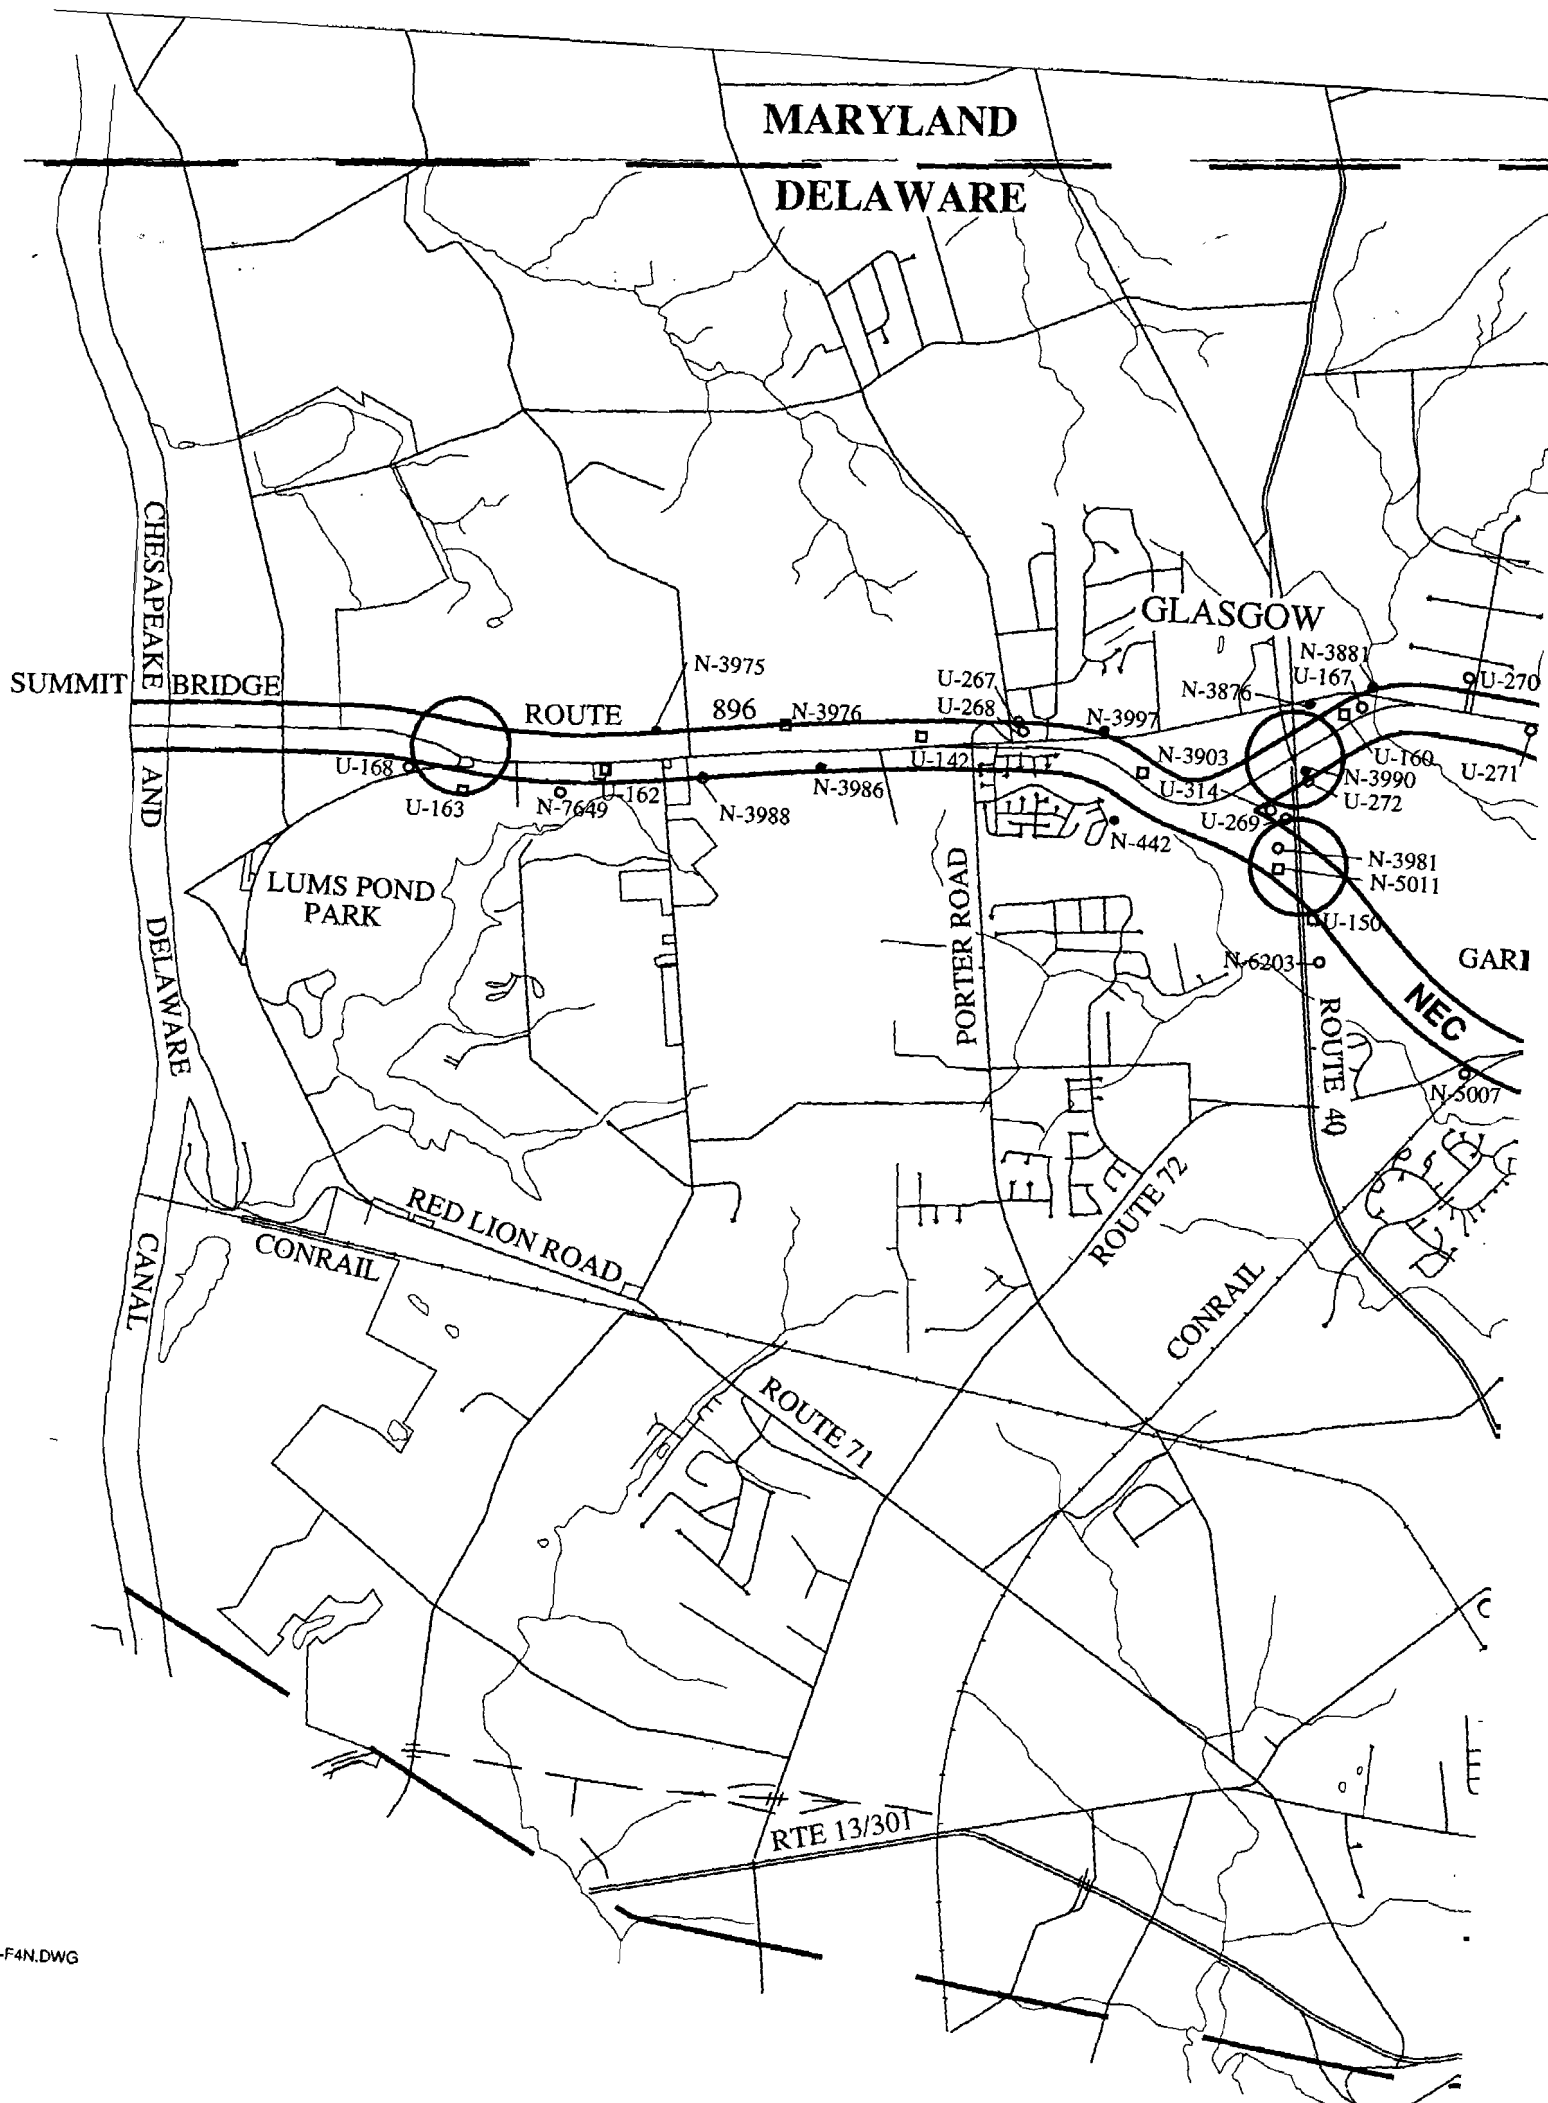 MARYLAND
DELAWARE
CHESAPEAKE
AND
DELAWARE
CANAL
SUMMIT BRIDGE
ROUTE 896
GLASGOW
N-3975
N-3976
U-267
U-268
N-3997
N-3876
N-3881
U-167
U-270
U-168
U-163
N-7649
U-162
N-3988
N-3986
U-142
N-3903
U-314
U-269
N-442
U-160
N-3990
U-272
U-271
N-3981
N-5011
U-150
N-6203
N-5007
LUMS POND
PARK
PORTER ROAD
NEC
ROUTE 40
ROUTE 72
RED LION ROAD
CONRAIL
CONRAIL
ROUTE 71
RTE 13/301
-F4N.DWG